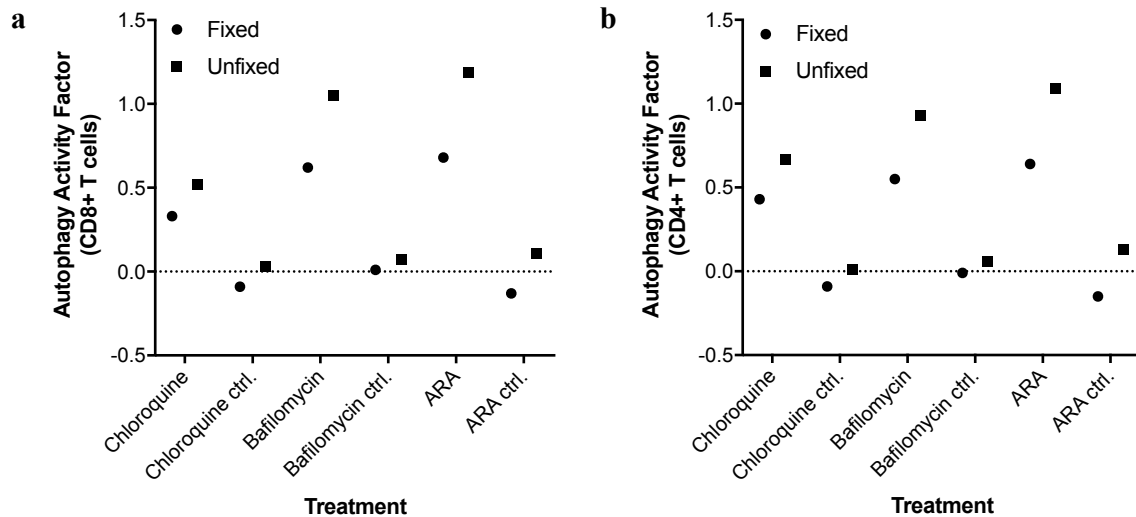 a
Autophagy Activity Factor
(CD8+ T cells)
1.5
1.0
0.5
0.0
-0.5
Fixed
Unfixed
Chloroquine
Chloroquine ctrl.
Bafilomycin
Bafilomycin ctrl.
ARA
ARA ctrl.
Treatment
b
Autophagy Activity Factor
(CD4+ T cells)
1.5
1.0
0.5
0.0
-0.5
Fixed
Unfixed
Chloroquine
Chloroquine ctrl.
Bafilomycin
Bafilomycin ctrl.
ARA
ARA ctrl.
Treatment